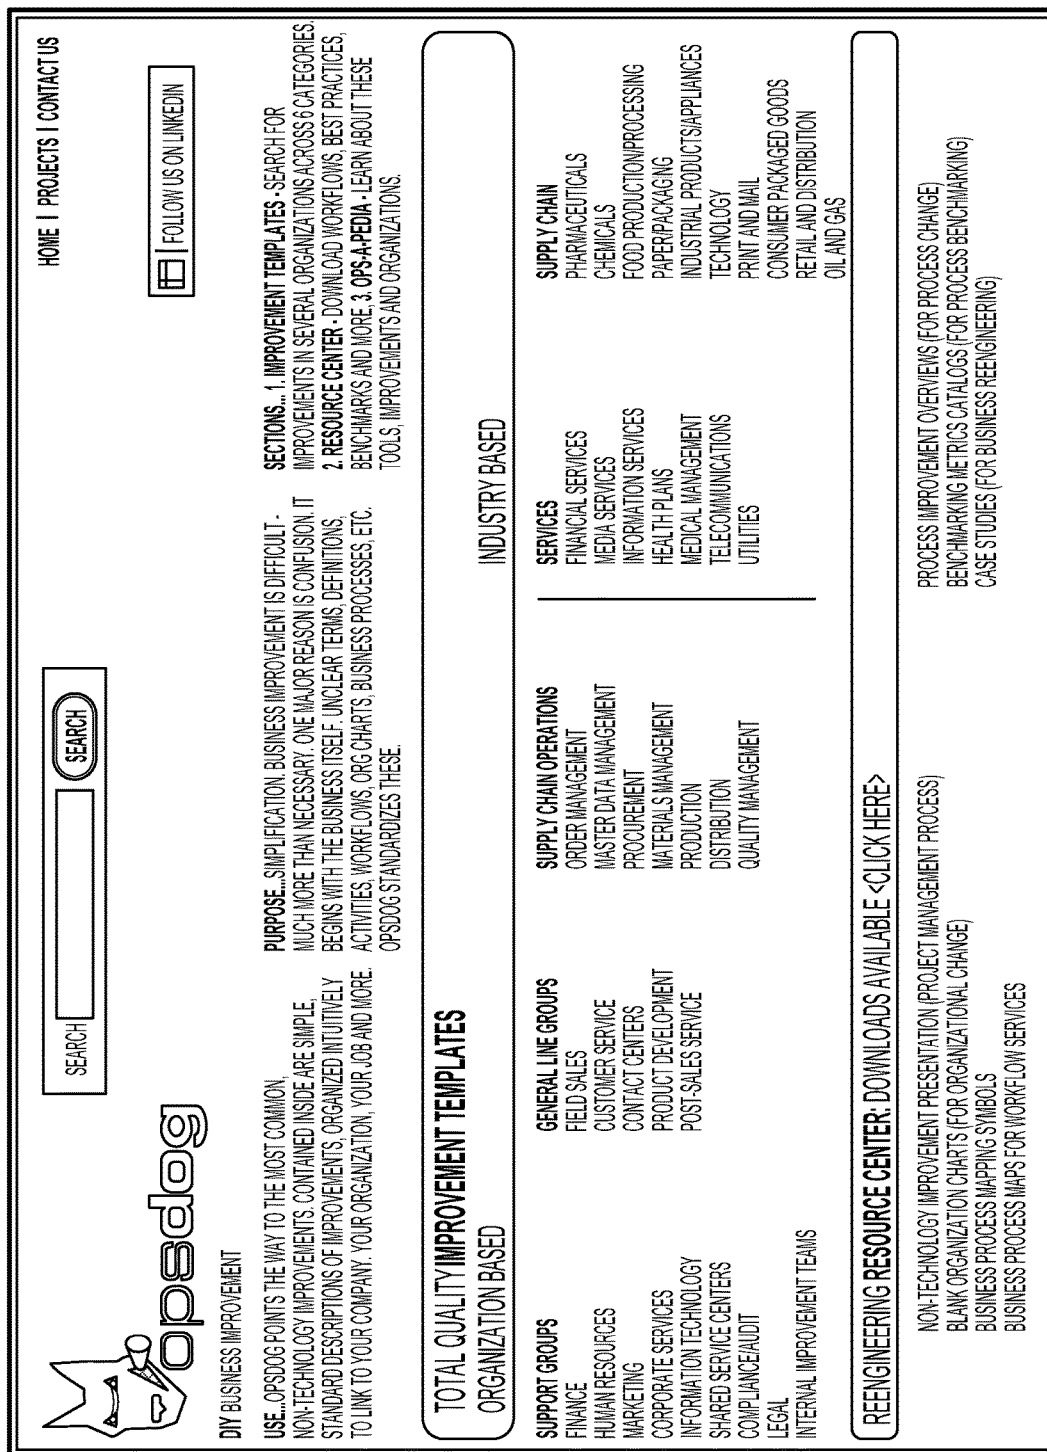 HOME | PROJECTS | CONTACT US
SEARCH
SEARCH
FOLLOW US ON LINKEDIN
opsdog
DIY BUSINESS IMPROVEMENT
USE...OPSDOG POINTS THE WAY TO THE MOST COMMON,
NON-TECHNOLOGY IMPROVEMENTS. CONTAINED INSIDE ARE SIMPLE,
STANDARD DESCRIPTIONS OF IMPROVEMENTS, ORGANIZED INTUITIVELY
TO LINK TO YOUR COMPANY. YOUR ORGANIZATION, YOUR JOB AND MORE.
PURPOSE...SIMPLIFICATION. BUSINESS IMPROVEMENT IS DIFFICULT -
MUCH MORE THAN NECESSARY. ONE MAJOR REASON IS CONFUSION. IT
BEGINS WITH THE BUSINESS ITSELF. UNCLEAR TERMS, DEFINITIONS,
ACTIVITIES, WORKFLOWS, ORG CHARTS, BUSINESS PROCESSES, ETC.
OPSDOG STANDARDIZES THESE.
SECTIONS... 1. IMPROVEMENT TEMPLATES - SEARCH FOR
IMPROVEMENTS IN SEVERAL ORGANIZATIONS ACROSS 6 CATEGORIES.
2. RESOURCE CENTER - DOWNLOAD WORKFLOWS, BEST PRACTICES,
BENCHMARKS AND MORE, 3. OPS-A-PEDIA - LEARN ABOUT THESE
TOOLS, IMPROVEMENTS AND ORGANIZATIONS.
TOTAL QUALITY IMPROVEMENT TEMPLATES
ORGANIZATION BASED
INDUSTRY BASED
SUPPORT GROUPS
FINANCE
HUMAN RESOURCES
MARKETING
CORPORATE SERVICES
INFORMATION TECHNOLOGY
SHARED SERVICE CENTERS
COMPLIANCE/AUDIT
LEGAL
INTERNAL IMPROVEMENT TEAMS
GENERAL LINE GROUPS
FIELD SALES
CUSTOMER SERVICE
CONTACT CENTERS
PRODUCT DEVELOPMENT
POST-SALES SERVICE
SUPPLY CHAIN OPERATIONS
ORDER MANAGEMENT
MASTER DATA MANAGEMENT
PROCUREMENT
MATERIALS MANAGEMENT
PRODUCTION
DISTRIBUTION
QUALITY MANAGEMENT
SERVICES
FINANCIAL SERVICES
MEDIA SERVICES
INFORMATION SERVICES
HEALTH PLANS
MEDICAL MANAGEMENT
TELECOMMUNICATIONS
UTILITIES
SUPPLY CHAIN
PHARMACEUTICALS
CHEMICALS
FOOD PRODUCTION/PROCESSING
PAPER/PACKAGING
INDUSTRIAL PRODUCTS/APPLIANCES
TECHNOLOGY
PRINT AND MAIL
CONSUMER PACKAGED GOODS
RETAIL AND DISTRIBUTION
OIL AND GAS
REENGINEERING RESOURCE CENTER: DOWNLOADS AVAILABLE <CLICK HERE>
NON-TECHNOLOGY IMPROVEMENT PRESENTATION (PROJECT MANAGEMENT PROCESS)
BLANK ORGANIZATION CHARTS (FOR ORGANIZATIONAL CHANGE)
BUSINESS PROCESS MAPPING SYMBOLS
BUSINESS PROCESS MAPS FOR WORKFLOW SERVICES
PROCESS IMPROVEMENT OVERVIEWS (FOR PROCESS CHANGE)
BENCHMARKING METRICS CATALOGS (FOR PROCESS BENCHMARKING)
CASE STUDIES (FOR BUSINESS REENGINEERING)